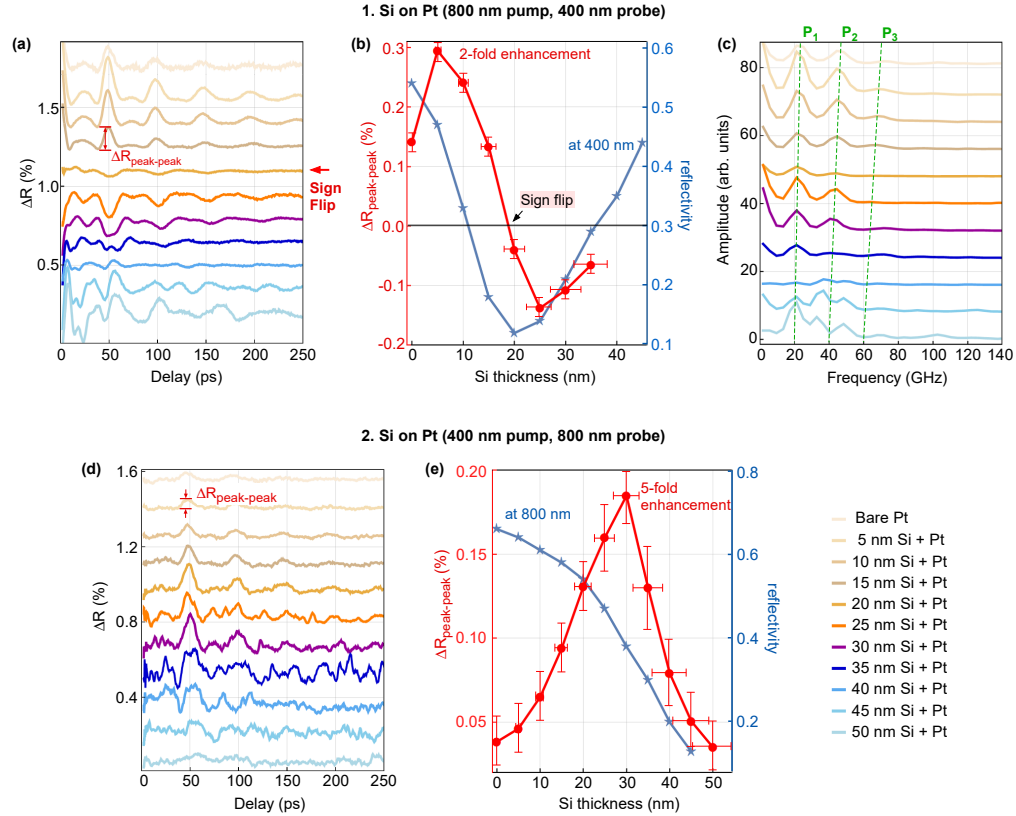 1. Si on Pt (800 nm pump, 400 nm probe)
(a)
ΔR (%)
1.5
0.5
ΔRpeak-peak
Sign
Flip
0
50
100
150
200
250
Delay (ps)
(b)
ΔRpeak-peak (%)
0.3
0.2
0.1
0.0
-0.1
-0.2
2-fold enhancement
at 400 nm
Sign flip
0
10
20
30
40
Si thickness (nm)
0.6
0.5
0.4
0.3
0.2
0.1
reflectivity
(c)
P1
P2
P3
Amplitude (arb. units)
80
60
40
20
0
0
20
40
60
80
100
120
140
Frequency (GHz)
2. Si on Pt (400 nm pump, 800 nm probe)
(d)
ΔR (%)
1.6
1.2
0.8
0.4
ΔRpeak-peak
0
50
100
150
200
250
Delay (ps)
(e)
ΔRpeak-peak (%)
0.20
0.15
0.10
0.05
at 800 nm
5-fold
enhancement
0
10
20
30
40
50
Si thickness (nm)
0.8
0.6
0.4
0.2
reflectivity
Bare Pt
5 nm Si + Pt
10 nm Si + Pt
15 nm Si + Pt
20 nm Si + Pt
25 nm Si + Pt
30 nm Si + Pt
35 nm Si + Pt
40 nm Si + Pt
45 nm Si + Pt
50 nm Si + Pt